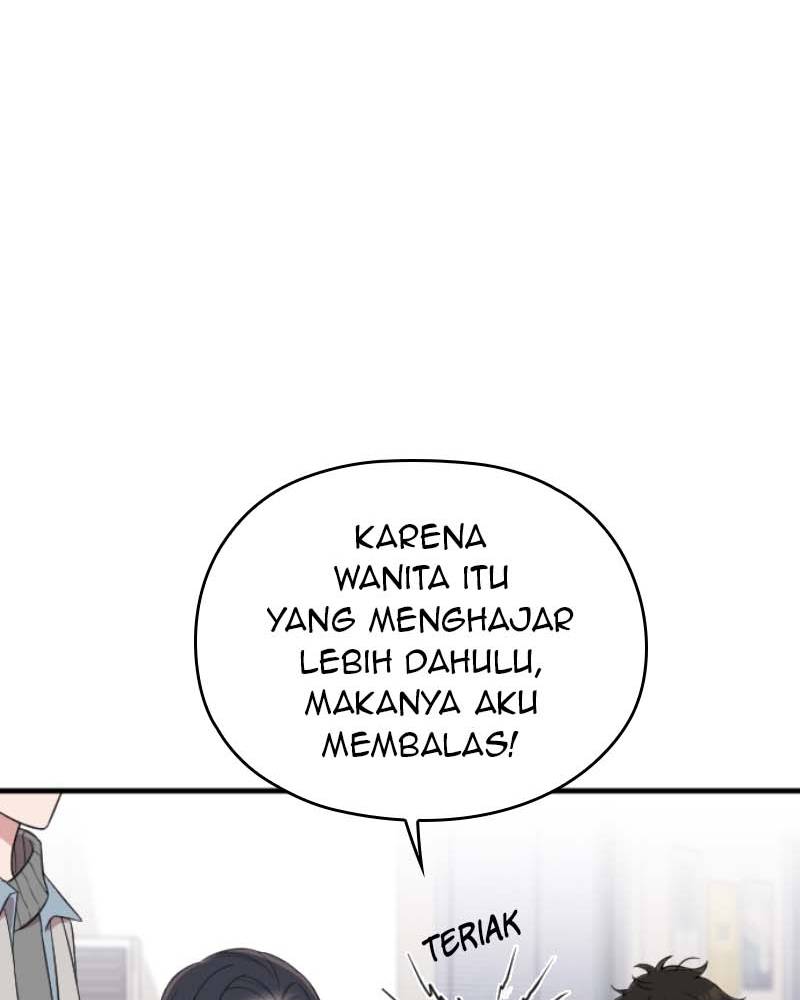 KARENA
WANITA ITU
YANG MENGHAJAR
LEBIH DAHULU,
MAKANYA AKU
MEMBALAS!
TERIAK